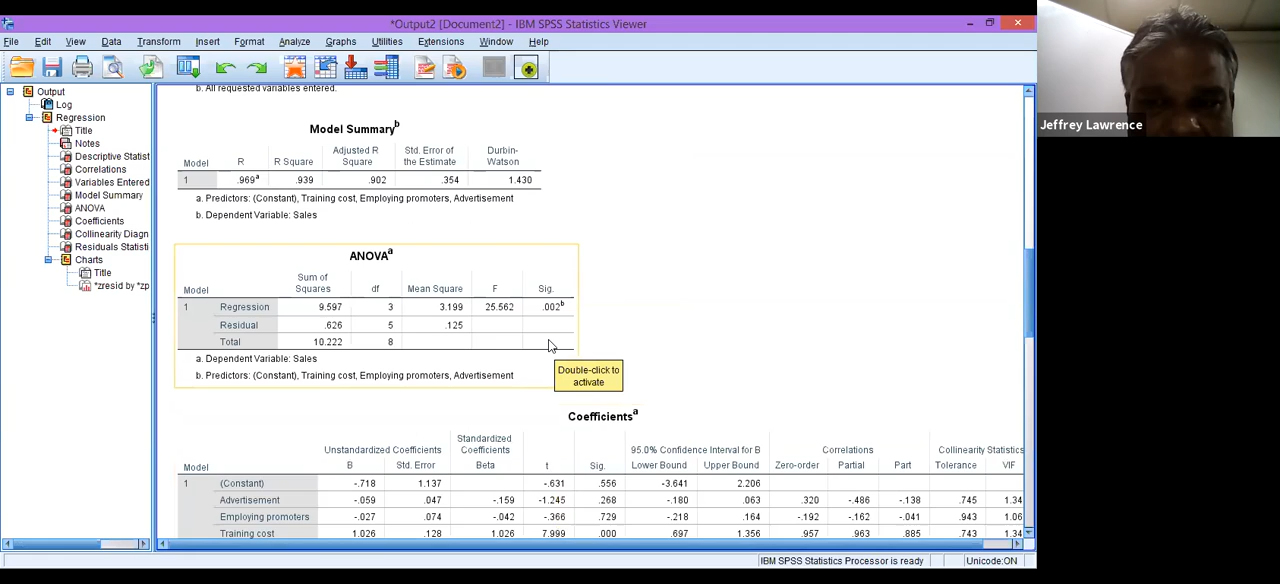 *Output2 [Document2] - IBM SPSS Statistics Viewer
File Edit View Data Transform Insert Format Analyze Graphs Utilities Extensions Window Help
Output
Log
Regression
Title
Notes
Descriptive Statist
Correlations
Variables Entered
Model Summary
ANOVA
Coefficients
Collinearity Diagn
Residuals Statisti
Charts
Title
*zresid by *zp
b. All requested variables entered.
Model Summaryb
Model R R Square Adjusted R Square Std. Error of the Estimate Durbin-Watson
1 .969a .939 .902 .354 1.430
a. Predictors: (Constant), Training cost, Employing promoters, Advertisement
b. Dependent Variable: Sales
ANOVAa
Model Sum of Squares df Mean Square F Sig.
1 Regression 9.597 3 3.199 25.562 .002b
Residual .626 5 .125
Total 10.222 8
a. Dependent Variable: Sales
b. Predictors: (Constant), Training cost, Employing promoters, Advertisement
Double-click to
activate
Coefficientsa
Unstandardized Coefficients Standardized Coefficients 95.0% Confidence Interval for B Correlations Collinearity Statistics
Model B Std. Error Beta t Sig. Lower Bound Upper Bound Zero-order Partial Part Tolerance VIF
1 (Constant) -.718 1.137 -.631 .556 -3.641 2.206
Advertisement -.059 .047 -.159 -1.245 .268 -.180 .063 .320 -.486 -.138 .745 1.34
Employing promoters -.027 .074 -.042 -.366 .729 -.218 .164 -.192 -.162 -.041 .943 1.06
Training cost 1.026 .128 1.026 7.999 .000 .697 1.356 .957 .963 .885 .743 1.34
IBM SPSS Statistics Processor is ready Unicode:ON
Jeffrey Lawrence